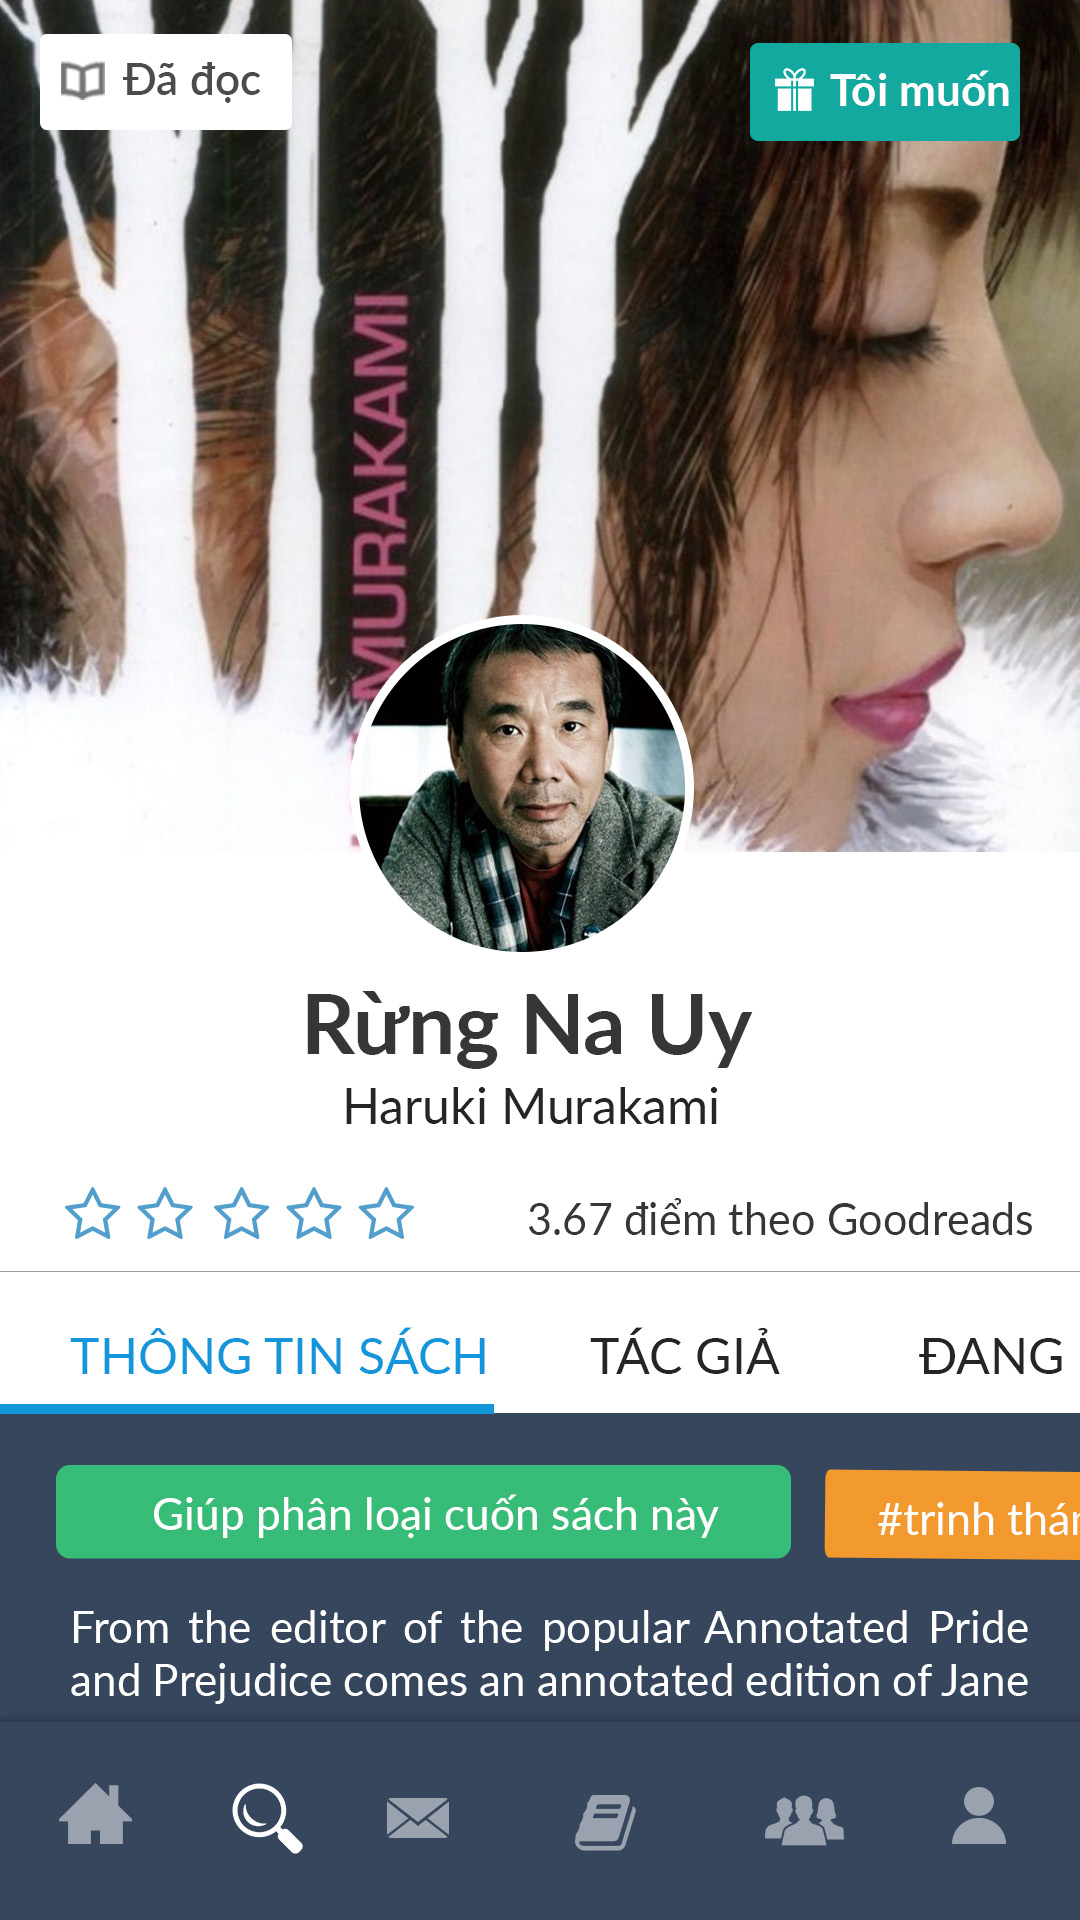 Đã đọc
Tôi muốn
MURAKAMI
Rừng Na Uy
Haruki Murakami
3.67 điểm theo Goodreads
THÔNG TIN SÁCH
TÁC GIẢ
ĐANG
Giúp phân loại cuốn sách này
#trinh
From the editor of the popular Annotated Pride
and Prejudice comes an annotated edition of Jane